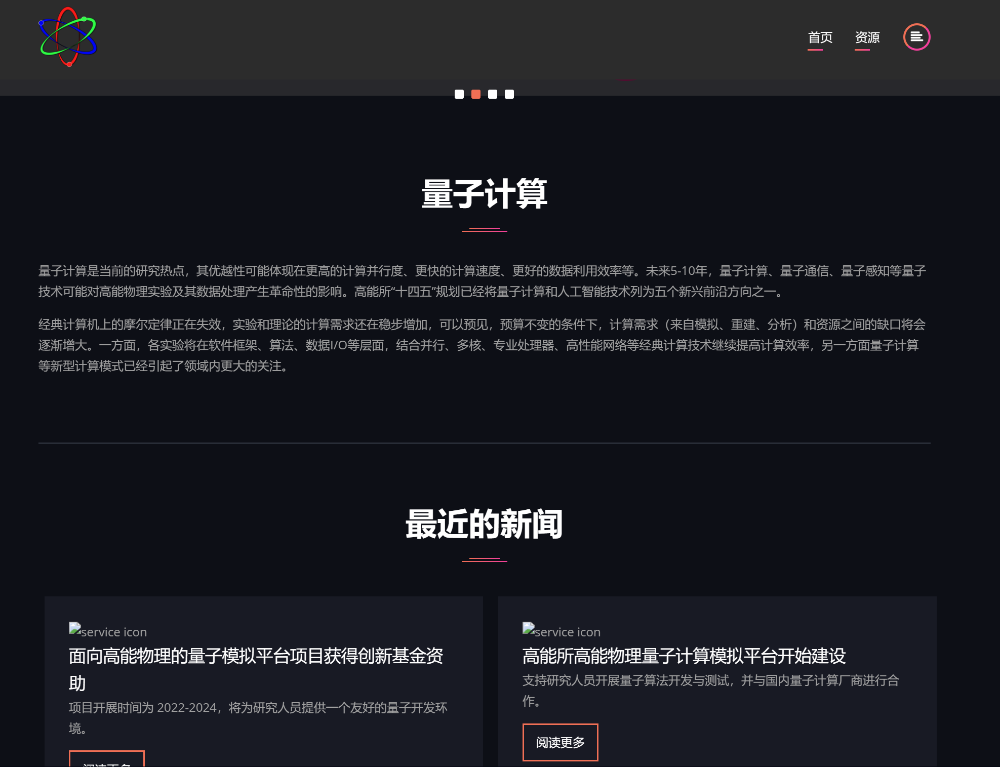 首页 资源
量子计算
量子计算是当前的研究热点，其优越性可能体现在更高的计算并行度、更快的计算速度、更好的数据利用效率等。未来5-10年，量子计算、量子通信、量子感知等量子
技术可能对高能物理实验及其数据处理产生革命性的影响。高能所“十四五”规划已经将量子计算和人工智能技术列为五个新兴前沿方向之一。
经典计算机上的摩尔定律正在失效，实验和理论的计算需求还在稳步增加，可以预见，预算不变的条件下，计算需求（来自模拟、重建、分析）和资源之间的缺口将会
逐渐增大。一方面，各实验将在软件框架、算法、数据I/O等层面，结合并行、多核、专业处理器、高性能网络等经典计算技术继续提高计算效率，另一方面量子计算
等新型计算模式已经引起了领域内更大的关注。
最近的新闻
service icon
面向高能物理的量子模拟平台项目获得创新基金资
助
项目开展时间为 2022-2024，将为研究人员提供一个友好的量子开发环
境。
阅读更多
service icon
高能所高能物理量子计算模拟平台开始建设
支持研究人员开展量子算法开发与测试，并与国内量子计算厂商进行合
作。
阅读更多